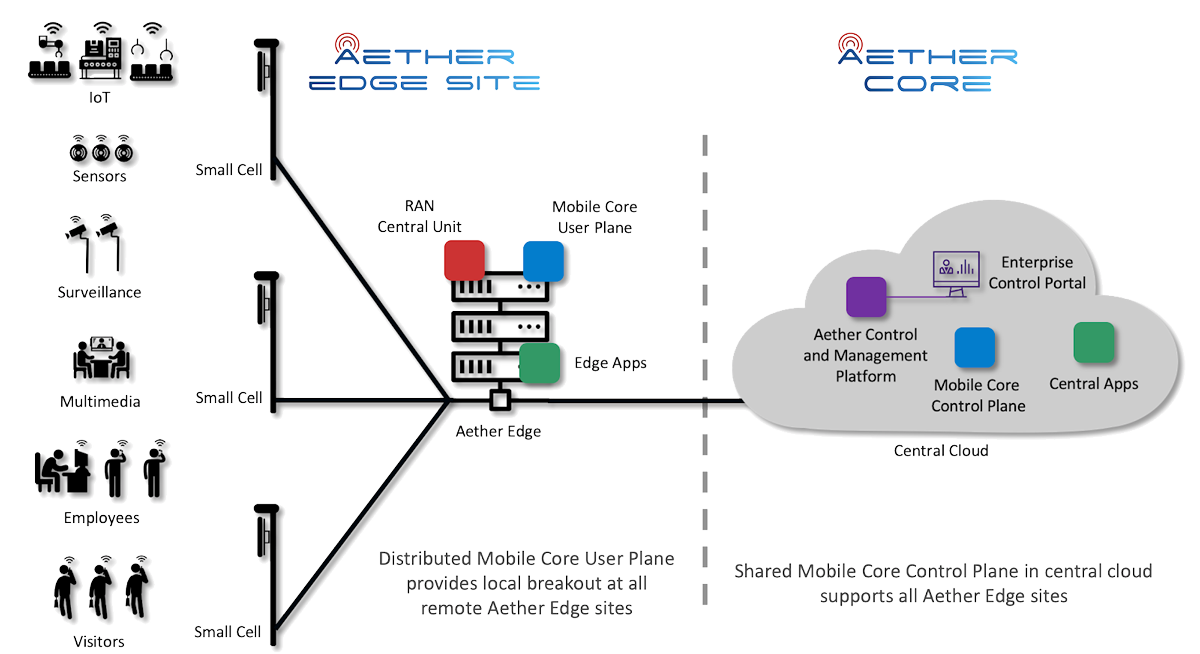 AETHER
EDGE SITE
AETHER
CORE
IoT
Sensors
Surveillance
Multimedia
Employees
Visitors
Small Cell
Small Cell
Small Cell
RAN
Central Unit
Mobile Core
User Plane
Edge Apps
Aether Edge
Distributed Mobile Core User Plane
provides local breakout at all
remote Aether Edge sites
Enterprise
Control Portal
Aether Control
and Management
Platform
Mobile Core
Control Plane
Central Apps
Central Cloud
Shared Mobile Core Control Plane in central cloud
supports all Aether Edge sites